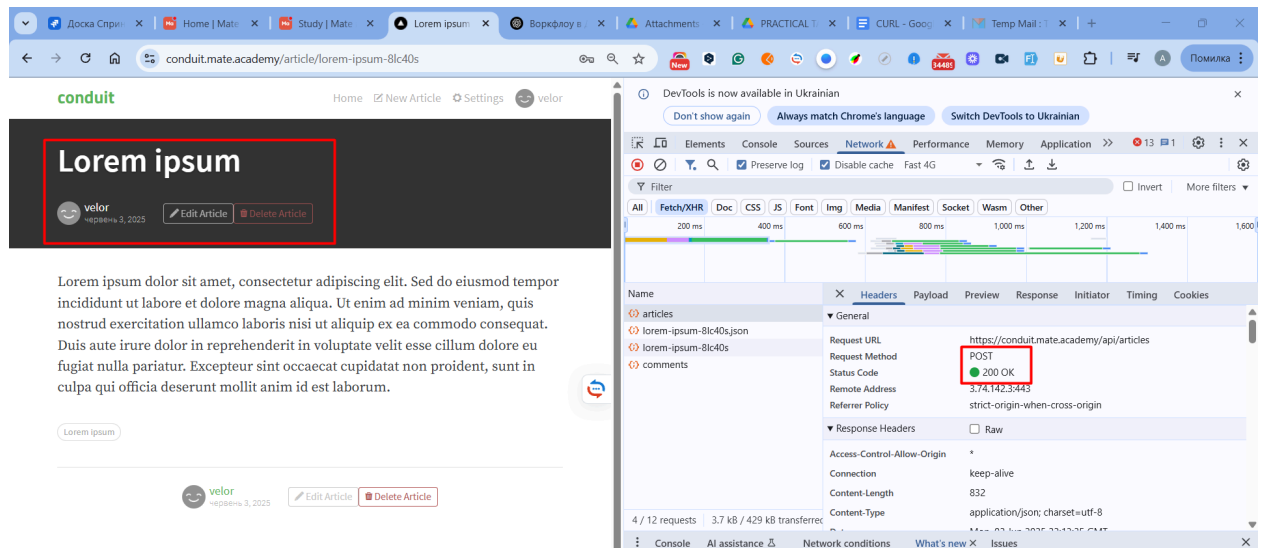 Доска Спри
Home | Mate
Study | Mate
Lorem ipsum
Воркфлоу в
Attachments
PRACTICAL T
CURL - Goog
Temp Mail :
conduit.mate.academy/article/lorem-ipsum-8lc40s
New
34485
Помилка
conduit
Home
New Article
Settings
velor
Lorem ipsum
velor
червень 3, 2025
Edit Article
Delete Article
Lorem ipsum dolor sit amet, consectetur adipiscing elit. Sed do eiusmod tempor
incididunt ut labore et dolore magna aliqua. Ut enim ad minim veniam, quis
nostrud exercitation ullamco laboris nisi ut aliquip ex ea commodo consequat.
Duis aute irure dolor in reprehenderit in voluptate velit esse cillum dolore eu
fugiat nulla pariatur. Excepteur sint occaecat cupidatat non proident, sunt in
culpa qui officia deserunt mollit anim id est laborum.
Lorem ipsum
velor
червень 3, 2025
Edit Article
Delete Article
DevTools is now available in Ukrainian
Don't show again
Always match Chrome's language
Switch DevTools to Ukrainian
Elements Console Sources Network Performance Memory Application 13 1
Preserve log Disable cache Fast 4G
Filter Invert More filters
All Fetch/XHR Doc CSS JS Font Img Media Manifest Socket Wasm Other
200 ms 400 ms 600 ms 800 ms 1,000 ms 1,200 ms 1,400 ms 1,600
Name
articles
lorem-ipsum-8lc40s.json
lorem-ipsum-8lc40s
comments
4 / 12 requests 3.7 kB / 429 kB transferred
Headers Payload Preview Response Initiator Timing Cookies
General
Request URL https://conduit.mate.academy/api/articles
Request Method POST
Status Code 200 OK
Remote Address 3.74.142.3:443
Referrer Policy strict-origin-when-cross-origin
Response Headers Raw
Access-Control-Allow-Origin *
Connection keep-alive
Content-Length 832
Content-Type application/json; charset=utf-8
Console AI assistance Network conditions What's new Issues